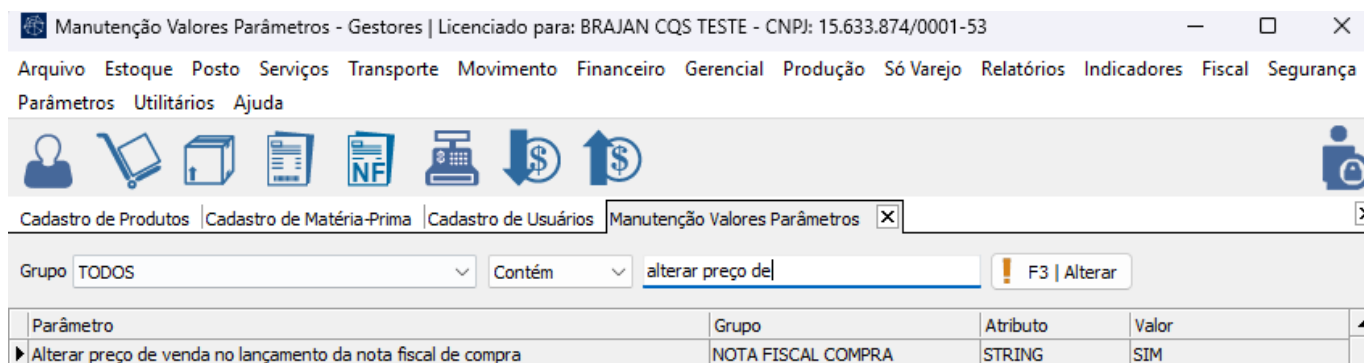 Manutenção Valores Parâmetros - Gestores | Licenciado para: BRAJAN CQS TESTE - CNPJ: 15.633.874/0001-53
Arquivo Estoque Posto Serviços Transporte Movimento Financeiro Gerencial Produção Só Varejo Relatórios Indicadores Fiscal Segurança
Parâmetros Utilitários Ajuda
NF
Cadastro de Produtos Cadastro de Matéria-Prima Cadastro de Usuários Manutenção Valores Parâmetros
Grupo TODOS Contém alterar preço de F3 | Alterar
Parâmetro Grupo Atributo Valor
Alterar preço de venda no lançamento da nota fiscal de compra NOTA FISCAL COMPRA STRING SIM